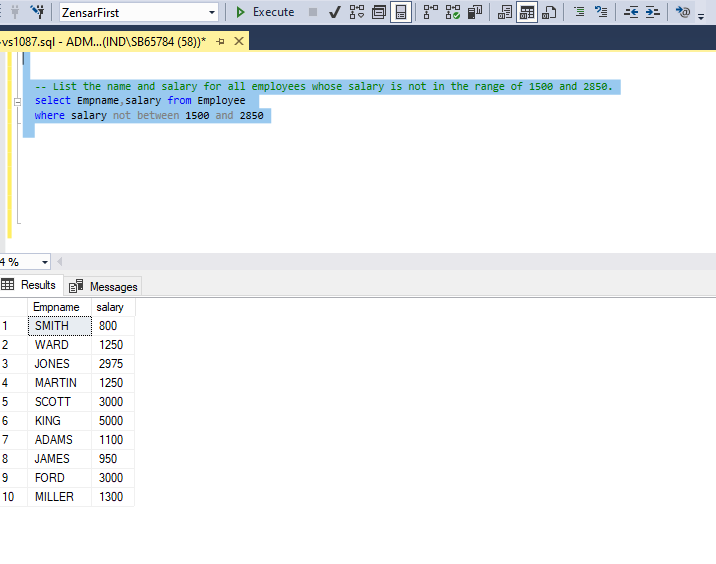 ZensarFirst Execute
-vs1087.sql - ADM...(IND\SB65784 (58))*
-- List the name and salary for all employees whose salary is not in the range of 1500 and 2850.
select Empname,salary from Employee
where salary not between 1500 and 2850
4 %
Results Messages
Empname salary
1 SMITH 800
2 WARD 1250
3 JONES 2975
4 MARTIN 1250
5 SCOTT 3000
6 KING 5000
7 ADAMS 1100
8 JAMES 950
9 FORD 3000
10 MILLER 1300